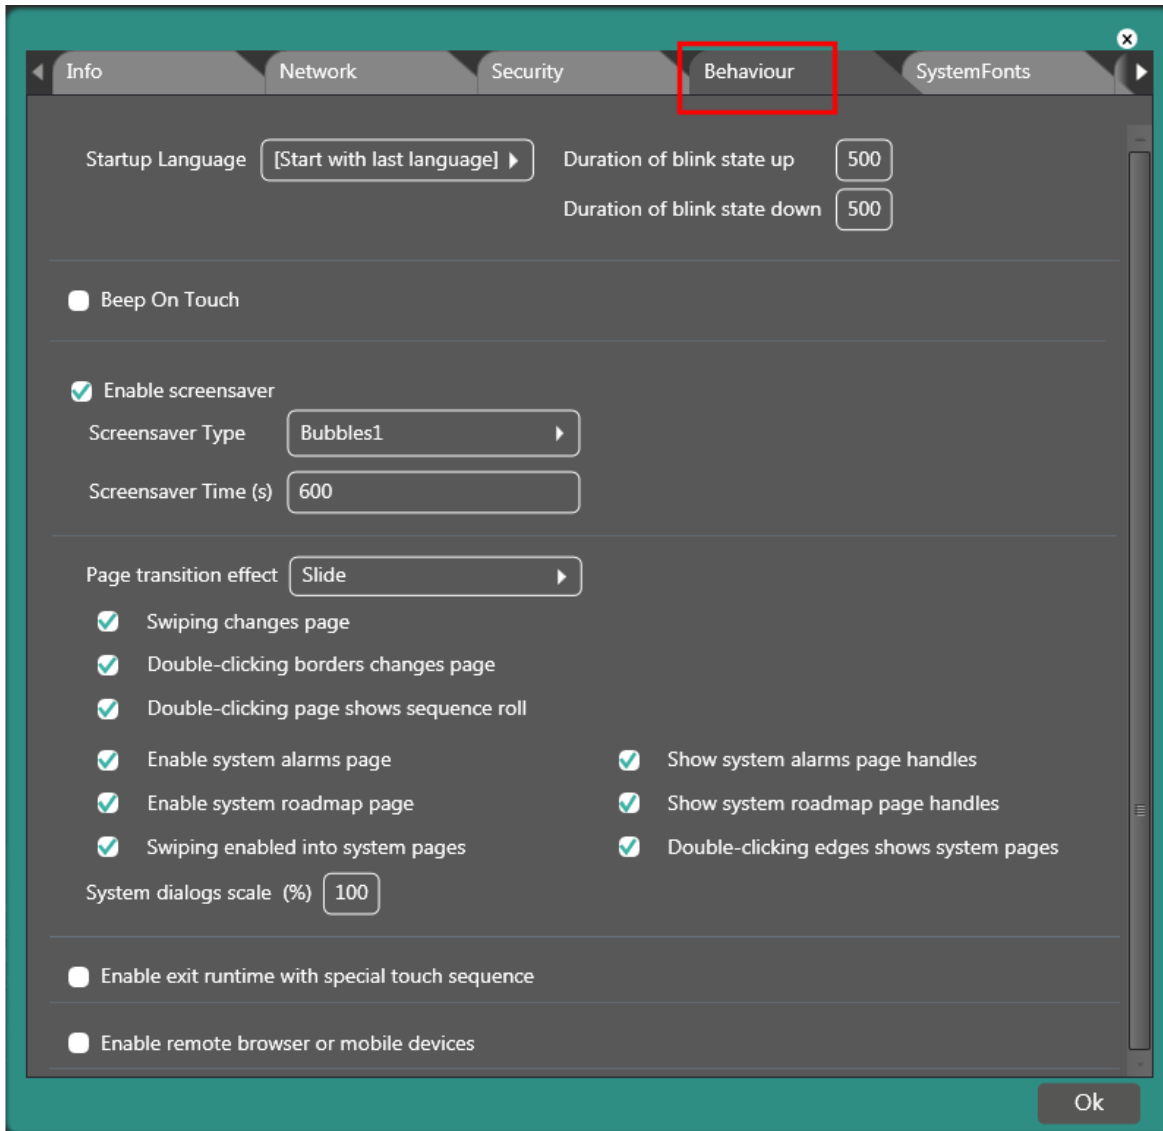 Info Network Security Behaviour SystemFonts
Startup Language [Start with last language] Duration of blink state up 500
Duration of blink state down 500
Beep On Touch
Enable screensaver
Screensaver Type Bubbles1
Screensaver Time (s) 600
Page transition effect Slide
Swiping changes page
Double-clicking borders changes page
Double-clicking page shows sequence roll
Enable system alarms page Show system alarms page handles
Enable system roadmap page Show system roadmap page handles
Swiping enabled into system pages Double-clicking edges shows system pages
System dialogs scale (%) 100
Enable exit runtime with special touch sequence
Enable remote browser or mobile devices
Ok